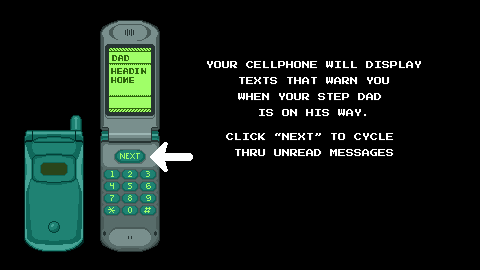 DAD
HEADIN
HOME
NEXT
1 2 3
4 5 6
7 8 9
* 0 #
YOUR CELLPHONE WILL DISPLAY
TEXTS THAT WARN YOU
WHEN YOUR STEP DAD
IS ON HIS WAY.
CLICK "NEXT" TO CYCLE
THRU UNREAD MESSAGES